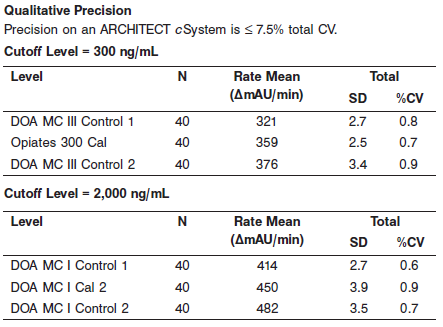 Qualitative Precision
Precision on an ARCHITECT cSystem is ≤ 7.5% total CV.
Cutoff Level = 300 ng/mL
Level N Rate Mean Total
(ΔmAU/min) SD %CV
DOA MC III Control 1 40 321 2.7 0.8
Opiates 300 Cal 40 359 2.5 0.7
DOA MC III Control 2 40 376 3.4 0.9
Cutoff Level = 2,000 ng/mL
Level N Rate Mean Total
(ΔmAU/min) SD %CV
DOA MC I Control 1 40 414 2.7 0.6
DOA MC I Cal 2 40 450 3.9 0.9
DOA MC I Control 2 40 482 3.5 0.7